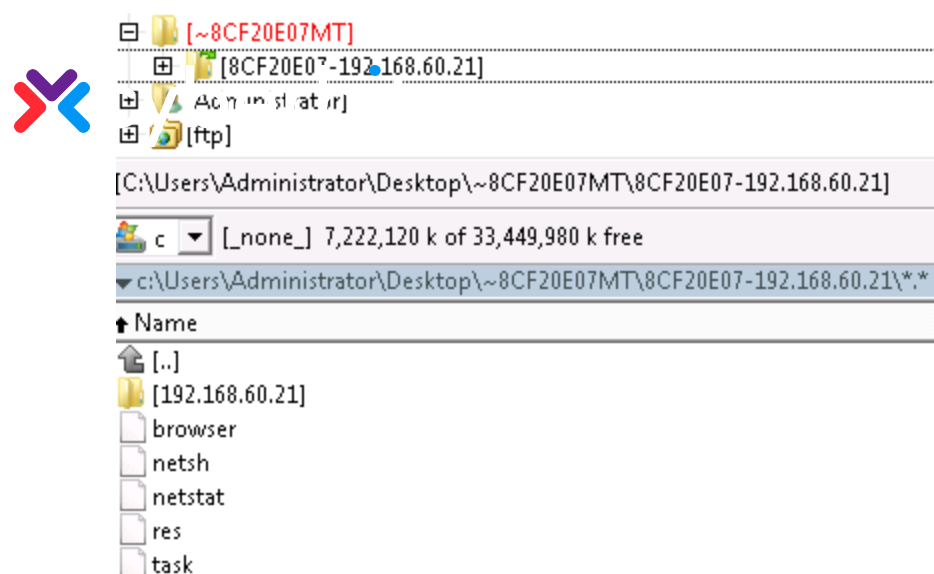 [~8CF20E07MT]
[8CF20E07-192.168.60.21]
Administrator]
[ftp]
[C:\Users\Administrator\Desktop\~8CF20E07MT\8CF20E07-192.168.60.21]
c [_none_] 7,222,120 k of 33,449,980 k free
c:\Users\Administrator\Desktop\~8CF20E07MT\8CF20E07-192.168.60.21\*.*
Name
[..]
[192.168.60.21]
browser
netsh
netstat
res
task